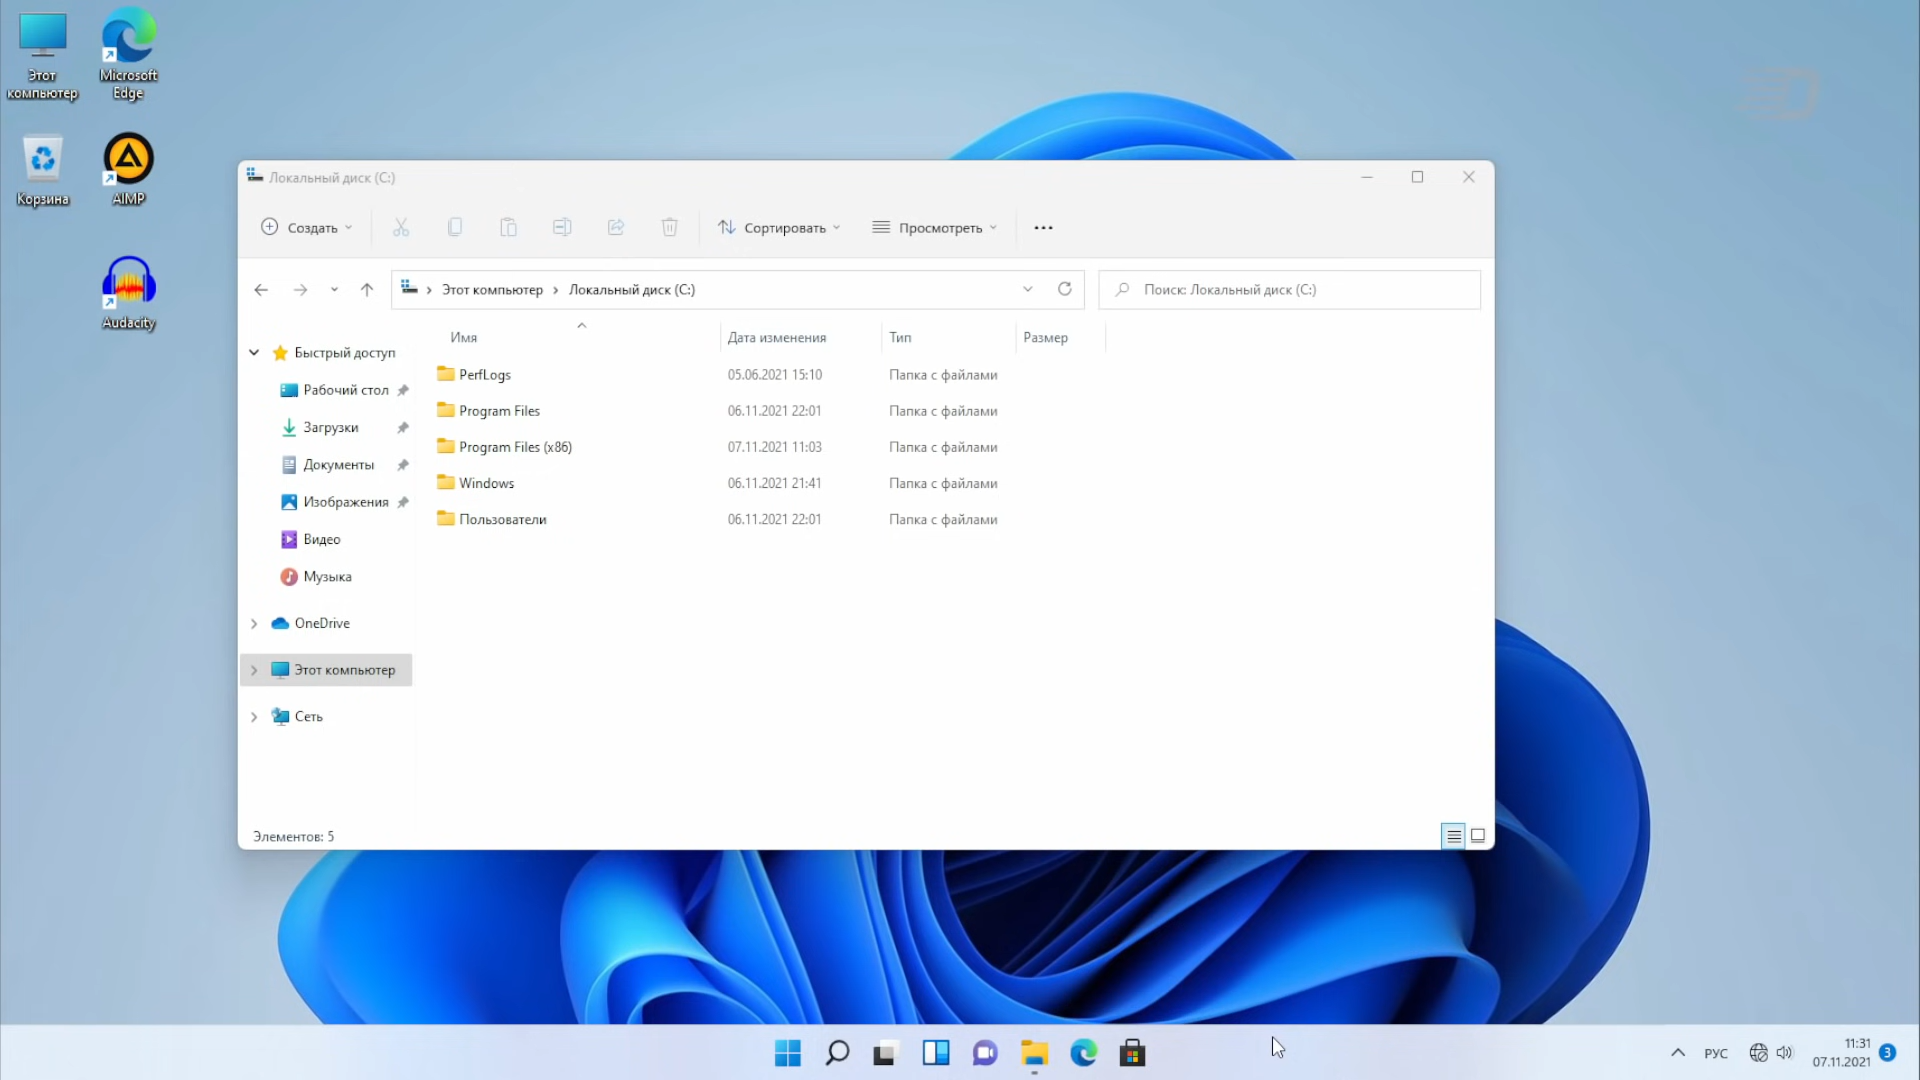 Этот
компьютер
Microsoft
Edge
Корзина
AIMP
Audacity
Локальный диск (C:)
Создать
Сортировать
Просмотреть
Этот компьютер › Локальный диск (C:)
Поиск: Локальный диск (C:)
Имя Дата изменения Тип Размер
PerfLogs 05.06.2021 15:10 Папка с файлами
Program Files 06.11.2021 22:01 Папка с файлами
Program Files (x86) 07.11.2021 11:03 Папка с файлами
Windows 06.11.2021 21:41 Папка с файлами
Пользователи 06.11.2021 22:01 Папка с файлами
Быстрый доступ
Рабочий стол
Загрузки
Документы
Изображения
Видео
Музыка
OneDrive
Этот компьютер
Сеть
Элементов: 5
РУС
11:31
07.11.2021
3